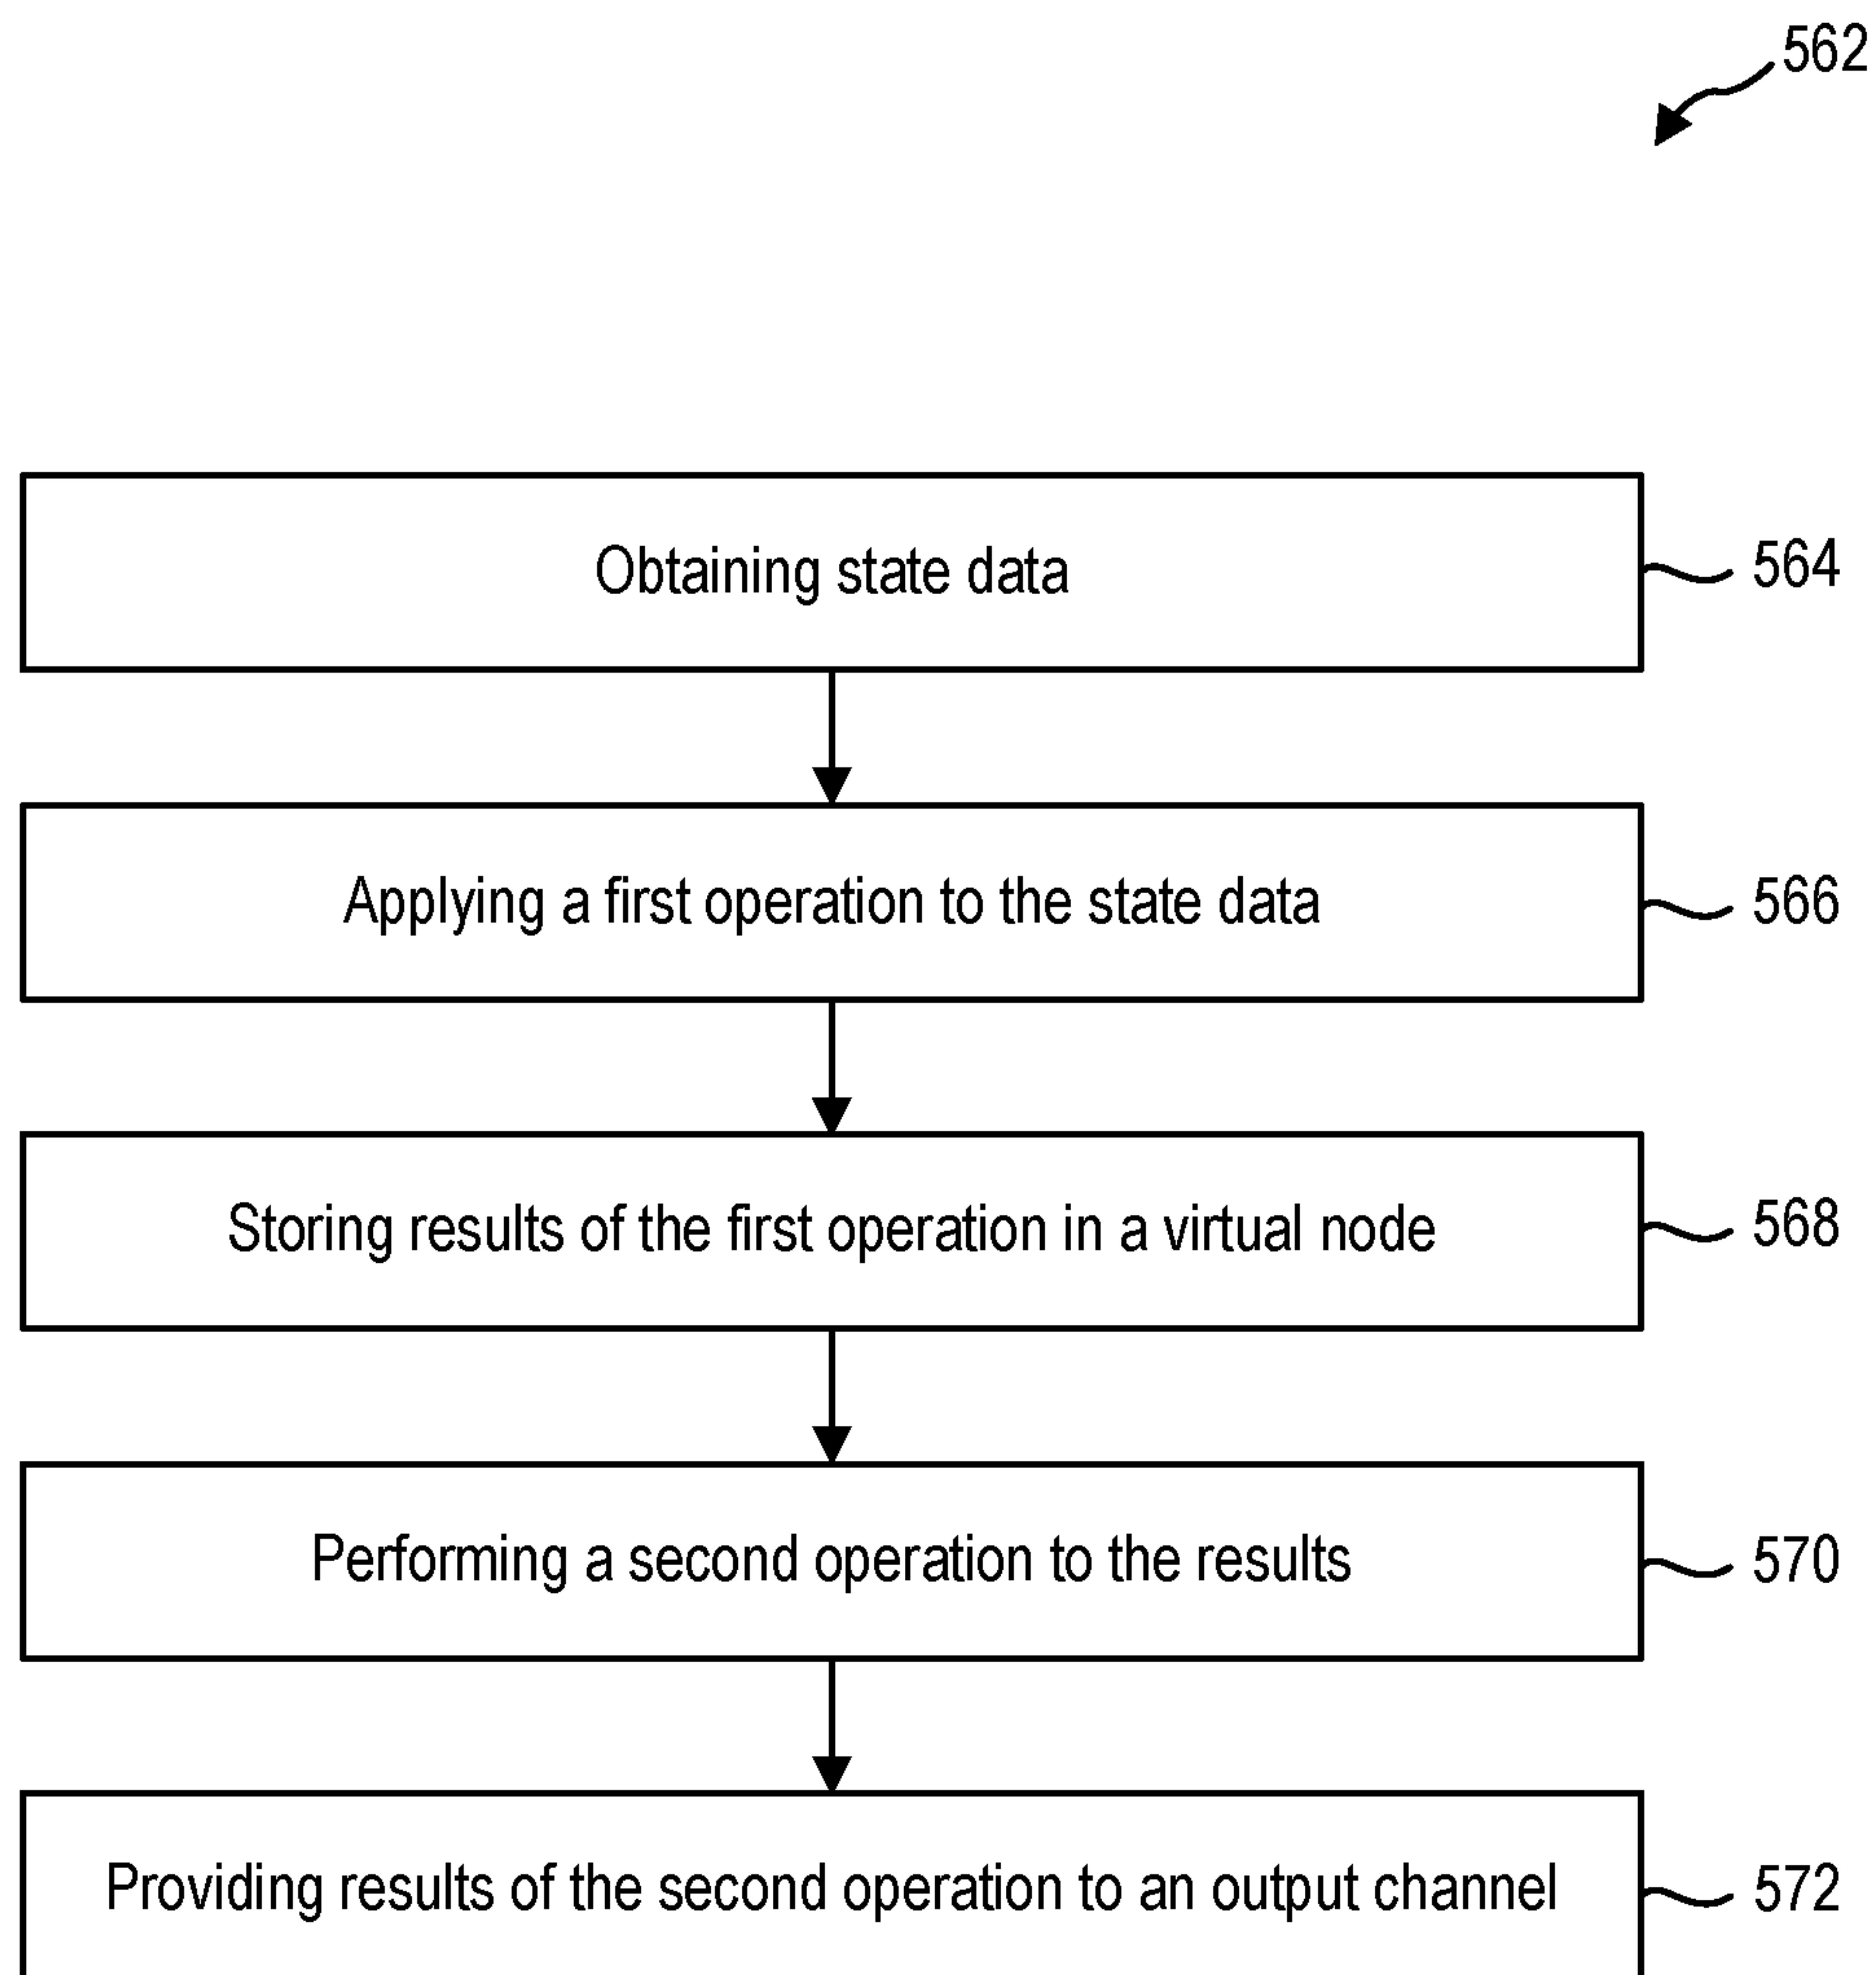 562
Obtaining state data
564
Applying a first operation to the state data
566
Storing results of the first operation in a virtual node
568
Performing a second operation to the results
570
Providing results of the second operation to an output channel
572